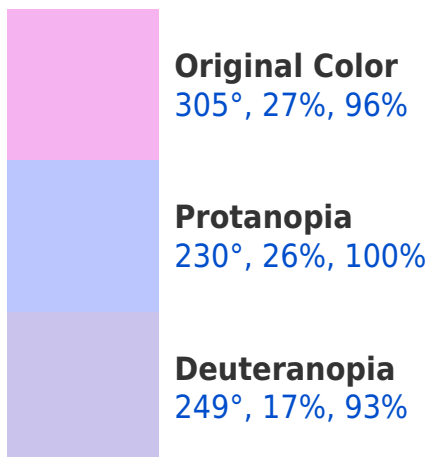 Original Color
305°, 27%, 96%
Protanopia
230°, 26%, 100%
Deuteranopia
249°, 17%, 93%